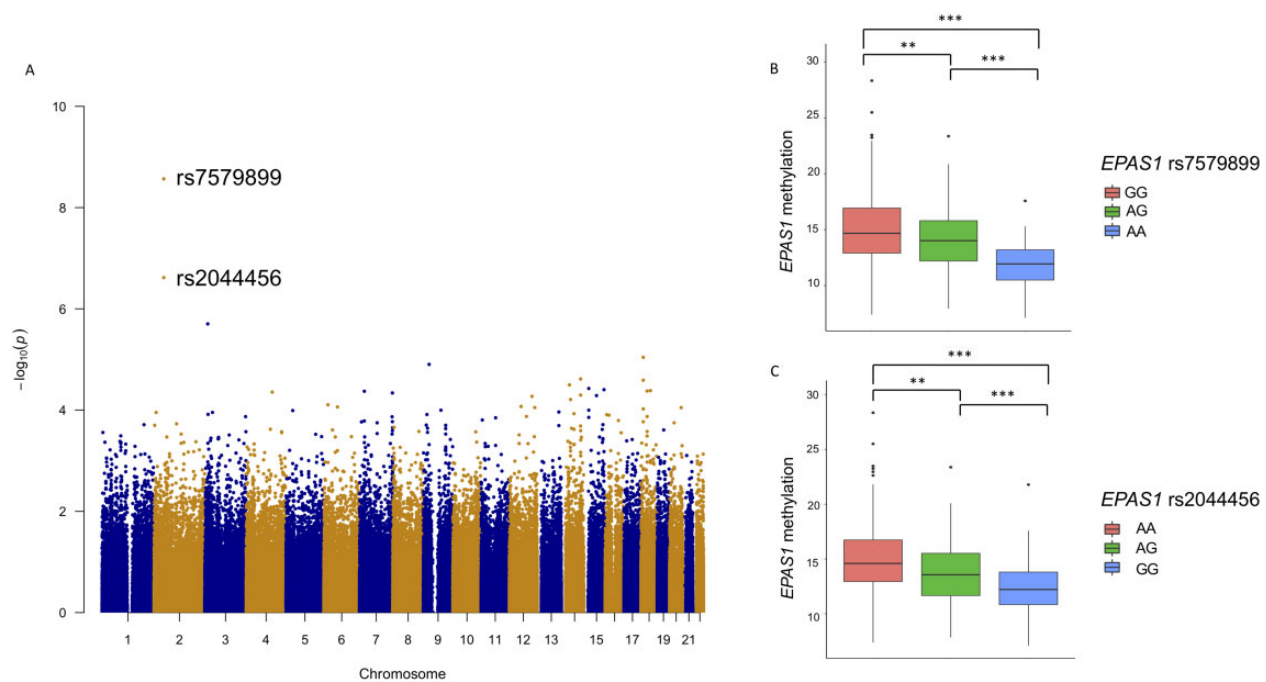 A
10
8
6
4
2
0
−log₁₀(p)
rs7579899
rs2044456
1 2 3 4 5 6 7 8 9 10 11 12 13 15 17 19 21
Chromosome
B
***
** ***
30
25
20
15
10
EPAS1 methylation
EPAS1 rs7579899
GG
AG
AA
C
***
** ***
30
25
20
15
10
EPAS1 methylation
EPAS1 rs2044456
AA
AG
GG